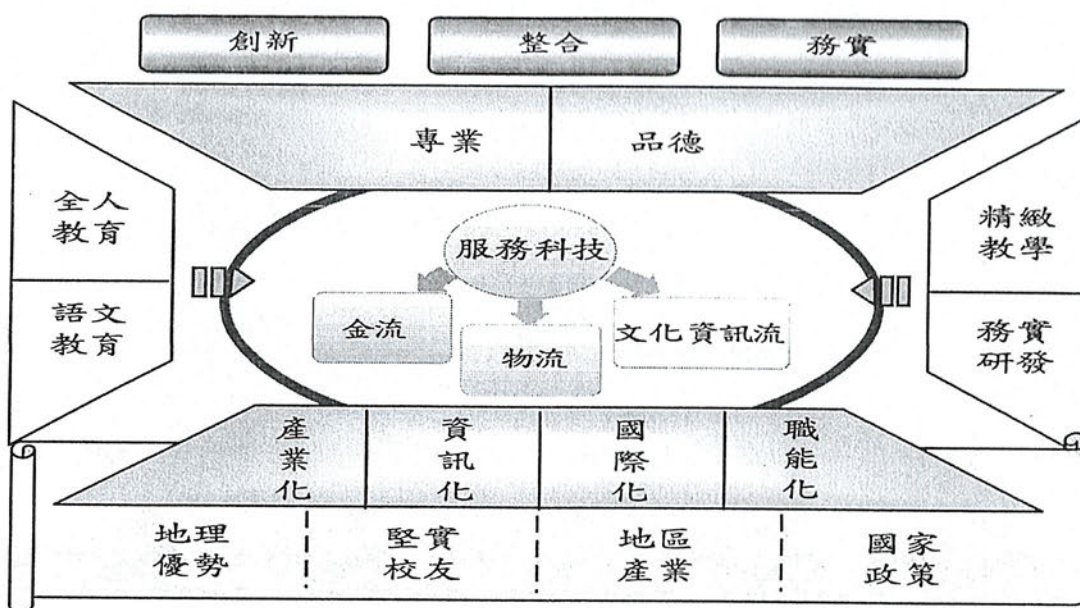 創新
整合
務實
專業
品德
全人
教育
語文
教育
服務科技
金流
物流
文化資訊流
精緻
教學
務實
研發
產業化
資訊化
國際化
職能化
地理
優勢
堅實
校友
地區
產業
國家
政策